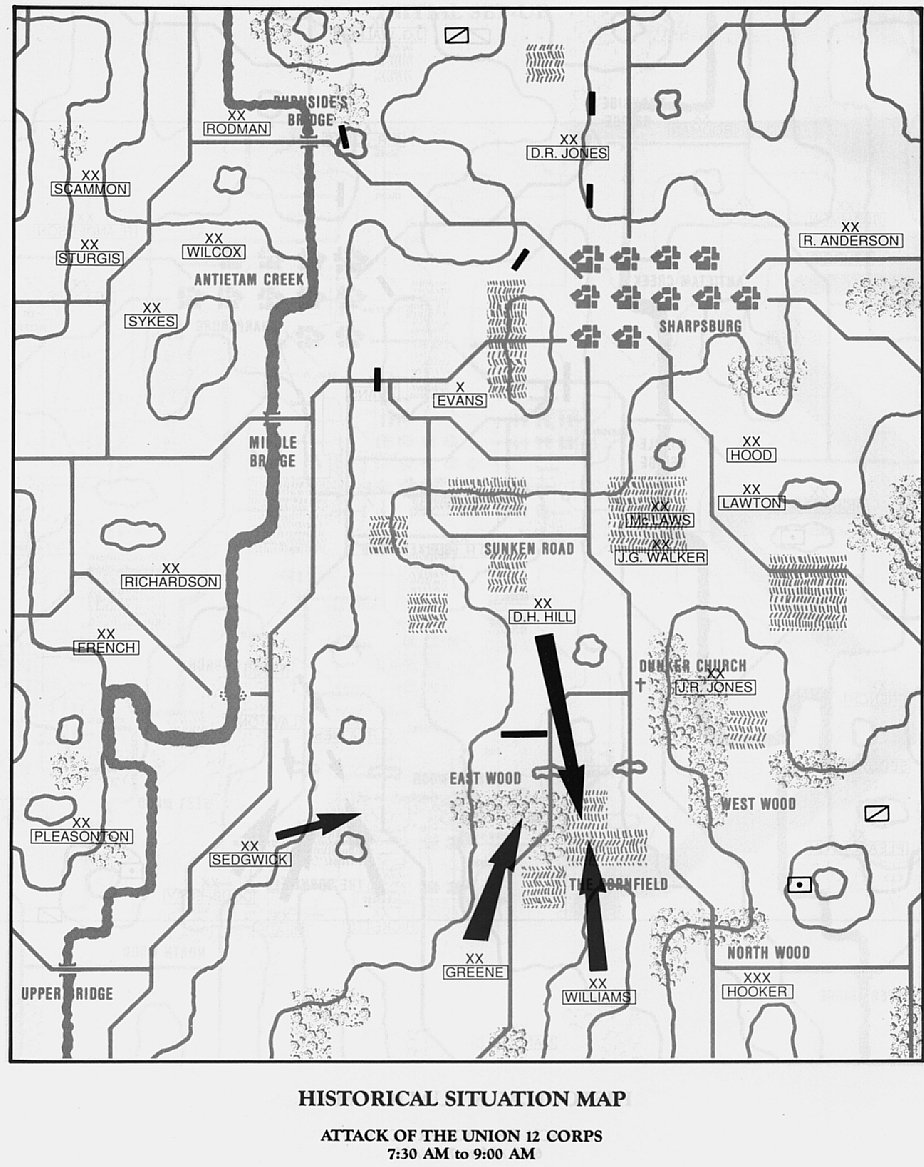 BURNSIDE'S
BRIDGE
XX
RODMAN
XX
D.R. JONES
XX
SCAMMON
XX
R. ANDERSON
XX
STURGIS
XX
WILCOX
ANTIETAM CREEK
XX
SYKES
SHARPSBURG
X
EVANS
MIDDLE
BRIDGE
XX
HOOD
XX
LAWTON
XX
McLAWS
SUNKEN ROAD
XX
J.G. WALKER
XX
RICHARDSON
XX
D.H. HILL
XX
FRENCH
DUNKER CHURCH
XX
J.R. JONES
EAST WOOD
WEST WOOD
XX
PLEASONTON
XX
SEDGWICK
THE CORNFIELD
NORTH WOOD
XX
GREENE
XX
WILLIAMS
XXX
HOOKER
UPPER BRIDGE
HISTORICAL SITUATION MAP
ATTACK OF THE UNION 12 CORPS
7:30 AM to 9:00 AM